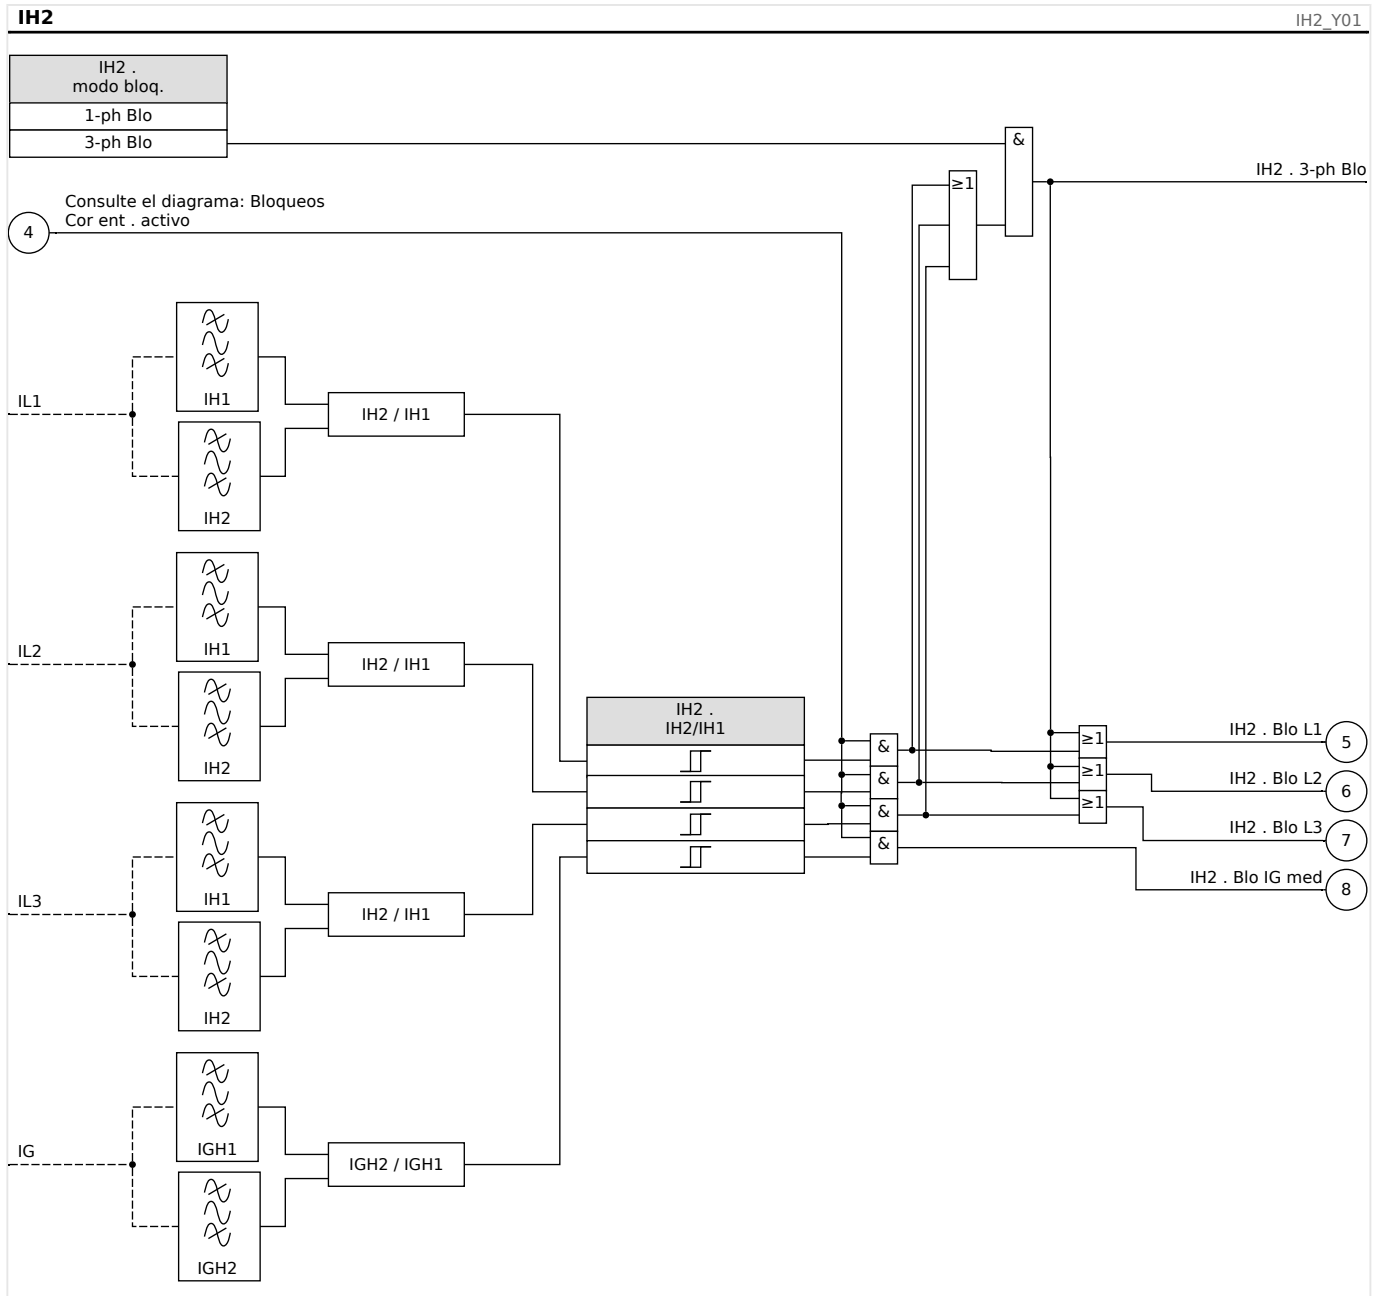 IH2
IH2_Y01
IH2 .
modo bloq.
1-ph Blo
3-ph Blo
&
IH2 . 3-ph Blo
≥1
Consulte el diagrama: Bloqueos
Cor ent . activo
4
IH1
IL1
IH2 / IH1
IH2
IH1
IL2
IH2 / IH1
IH2
IH2 .
IH2/IH1
&
&
&
&
≥1
≥1
≥1
IH2 . Blo L1
5
IH2 . Blo L2
6
IH2 . Blo L3
7
IH2 . Blo IG med
8
IH1
IL3
IH2 / IH1
IH2
IGH1
IG
IGH2 / IGH1
IGH2